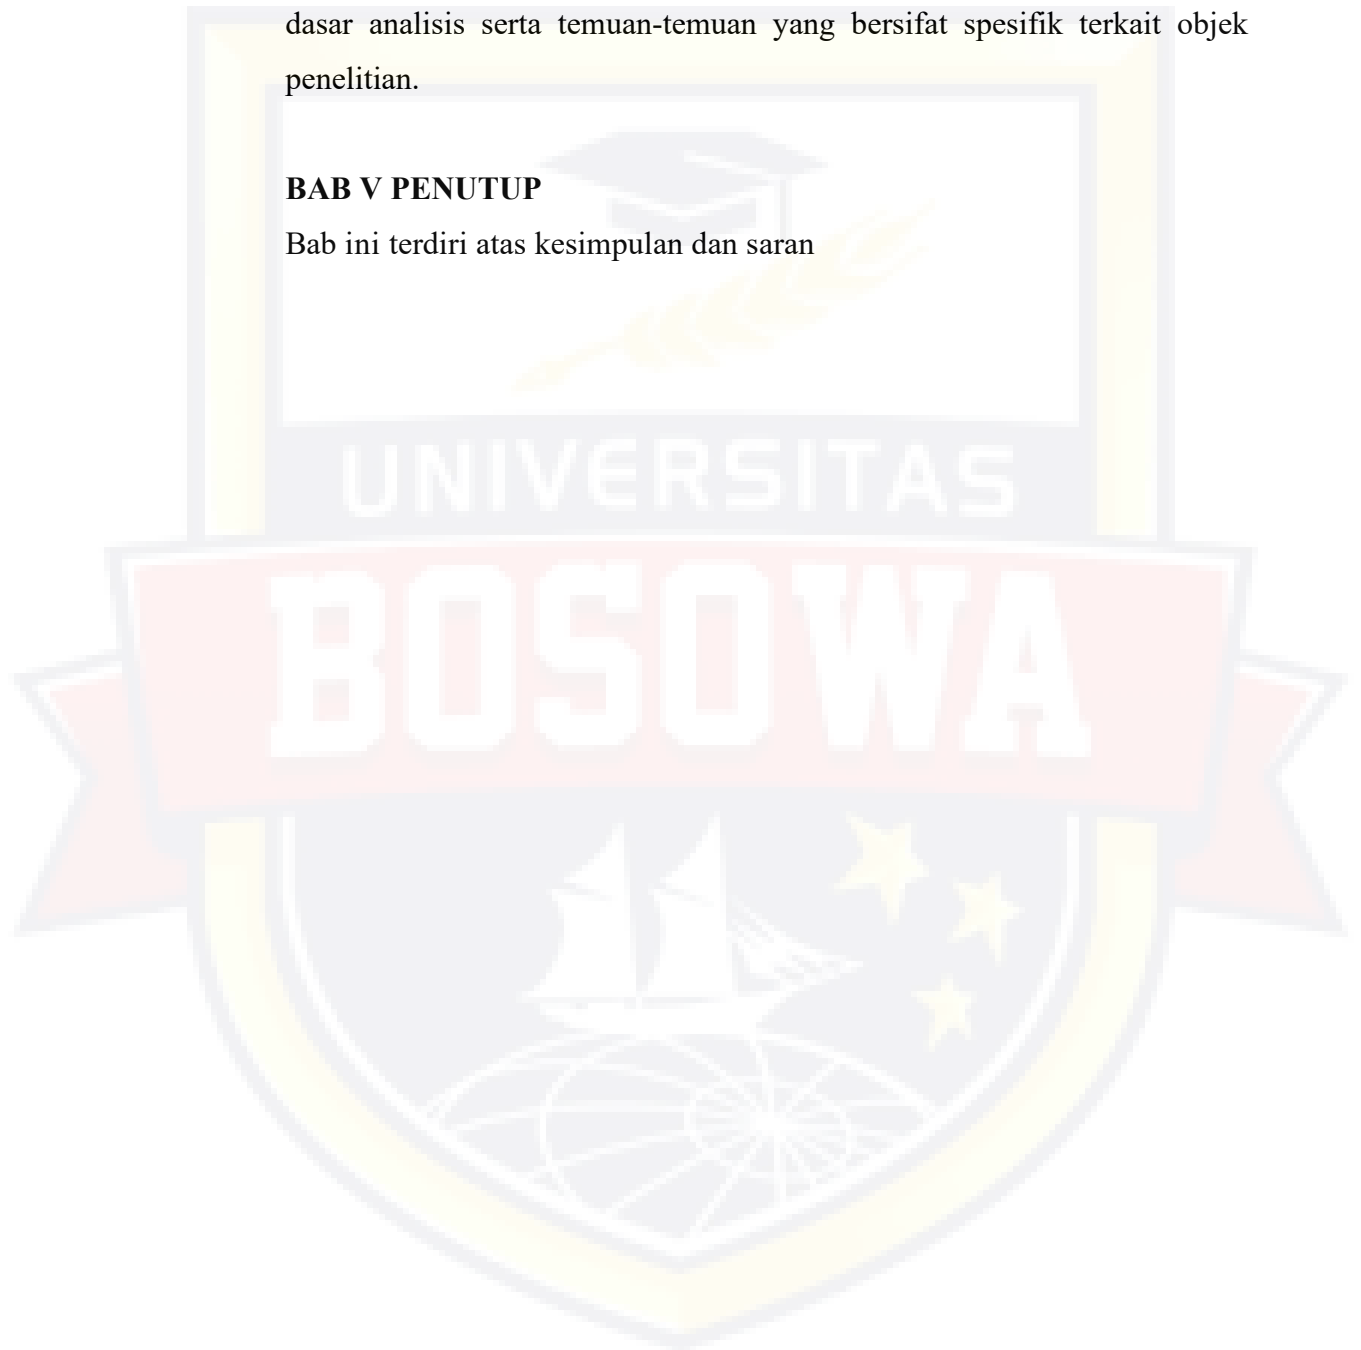 dasar analisis serta temuan-temuan yang bersifat spesifik terkait objek
penelitian.
BAB V PENUTUP
Bab ini terdiri atas kesimpulan dan saran
UNIVERSITAS
BOSOWA